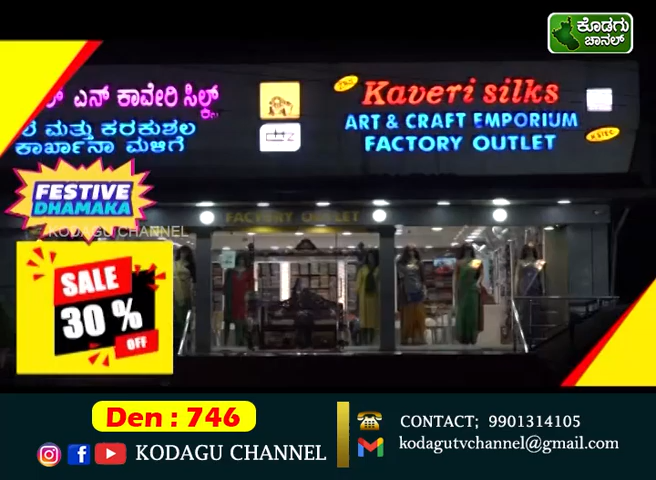 ಕೊಡಗು
ಚಾನಲ್
ಎನ್ ಕಾವೇರಿ ಸಿಲ್ಕ್ಸ್
ಮತ್ತು ಕರಕುಶಲ
ಕಾರ್ಖಾನಾ ಮಳಿಗೆ
Kaveri silks
ART & CRAFT EMPORIUM
FACTORY OUTLET
FESTIVE
DHAMAKA
KODAGU CHANNEL
FACTORY OUTLET
SALE
30 %
OFF
Den : 746
KODAGU CHANNEL
CONTACT; 9901314105
kodagutvchannel@gmail.com